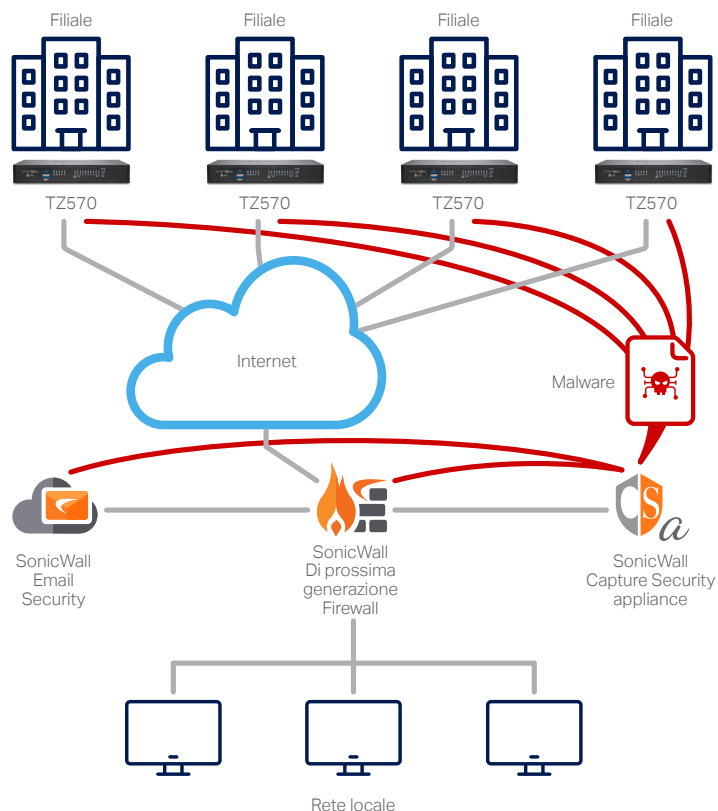 Filiale
Filiale
Filiale
Filiale
TZ570
TZ570
TZ570
TZ570
Internet
Malware
CSa
SonicWall
Email
Security
SonicWall
Di prossima
generazione
Firewall
SonicWall
Capture Security
appliance
Rete locale